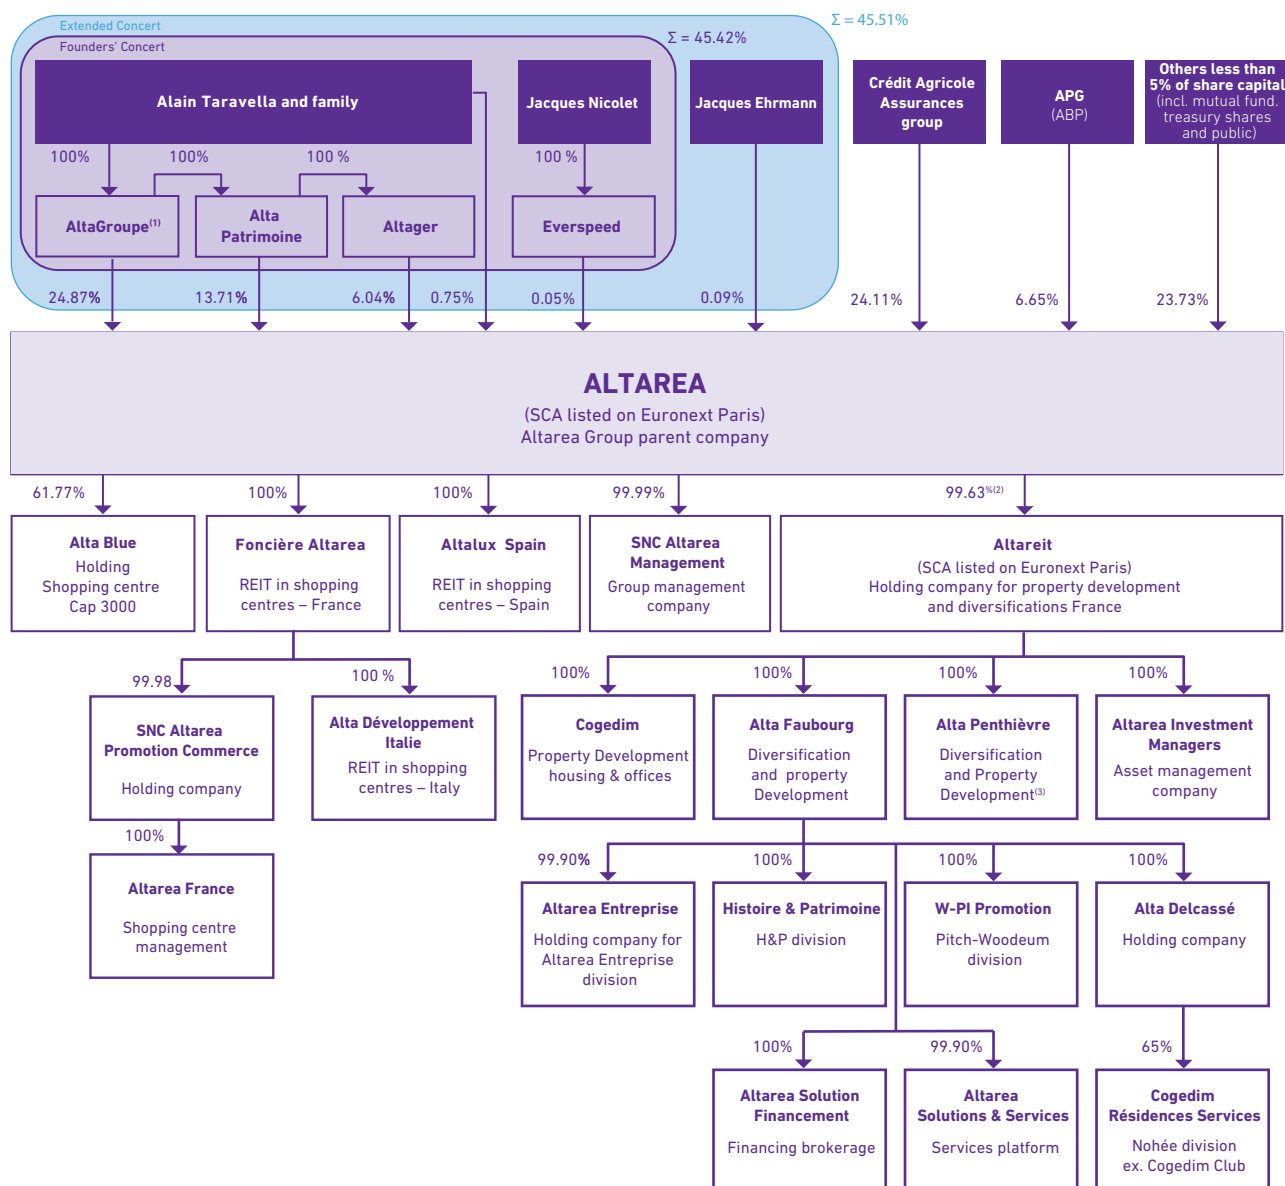 Extended Concert
Σ = 45.51%
Founders' Concert
Σ = 45.42%
Alain Taravella and family
Jacques Nicolet
Jacques Ehrmann
Crédit Agricole
Assurances
group
APG
(ABP)
Others less than
5% of share capital
(incl. mutual fund.
treasury shares
and public)
100%
100%
100 %
100 %
AltaGroupe(1)
Alta
Patrimoine
Altager
Everspeed
24.87%
13.71%
6.04%
0.75%
0.05%
0.09%
24.11%
6.65%
23.73%
ALTAREA
(SCA listed on Euronext Paris)
Altarea Group parent company
61.77%
100%
100%
99.99%
99.63%(2)
Alta Blue
Holding
Shopping centre
Cap 3000
Foncière Altarea
REIT in shopping
centres – France
Altalux Spain
REIT in shopping
centres – Spain
SNC Altarea
Management
Group management
company
Altareit
(SCA listed on Euronext Paris)
Holding company for property development
and diversifications France
99.98
100 %
100%
100%
100%
100%
SNC Altarea
Promotion Commerce
Holding company
Alta Développement
Italie
REIT in shopping
centres – Italy
Cogedim
Property Development
housing & offices
Alta Faubourg
Diversification
and property
Development
Alta Penthièvre
Diversification
and Property
Development(3)
Altarea Investment
Managers
Asset management
company
100%
99.90%
100%
100%
100%
Altarea France
Shopping centre
management
Altarea Entreprise
Holding company for
Altarea Entreprise
division
Histoire & Patrimoine
H&P division
W-PI Promotion
Pitch-Woodeum
division
Alta Delcassé
Holding company
100%
99.90%
65%
Altarea Solution
Financement
Financing brokerage
Altarea
Solutions & Services
Services platform
Cogedim
Résidences Services
Nohée division
ex. Cogedim Club